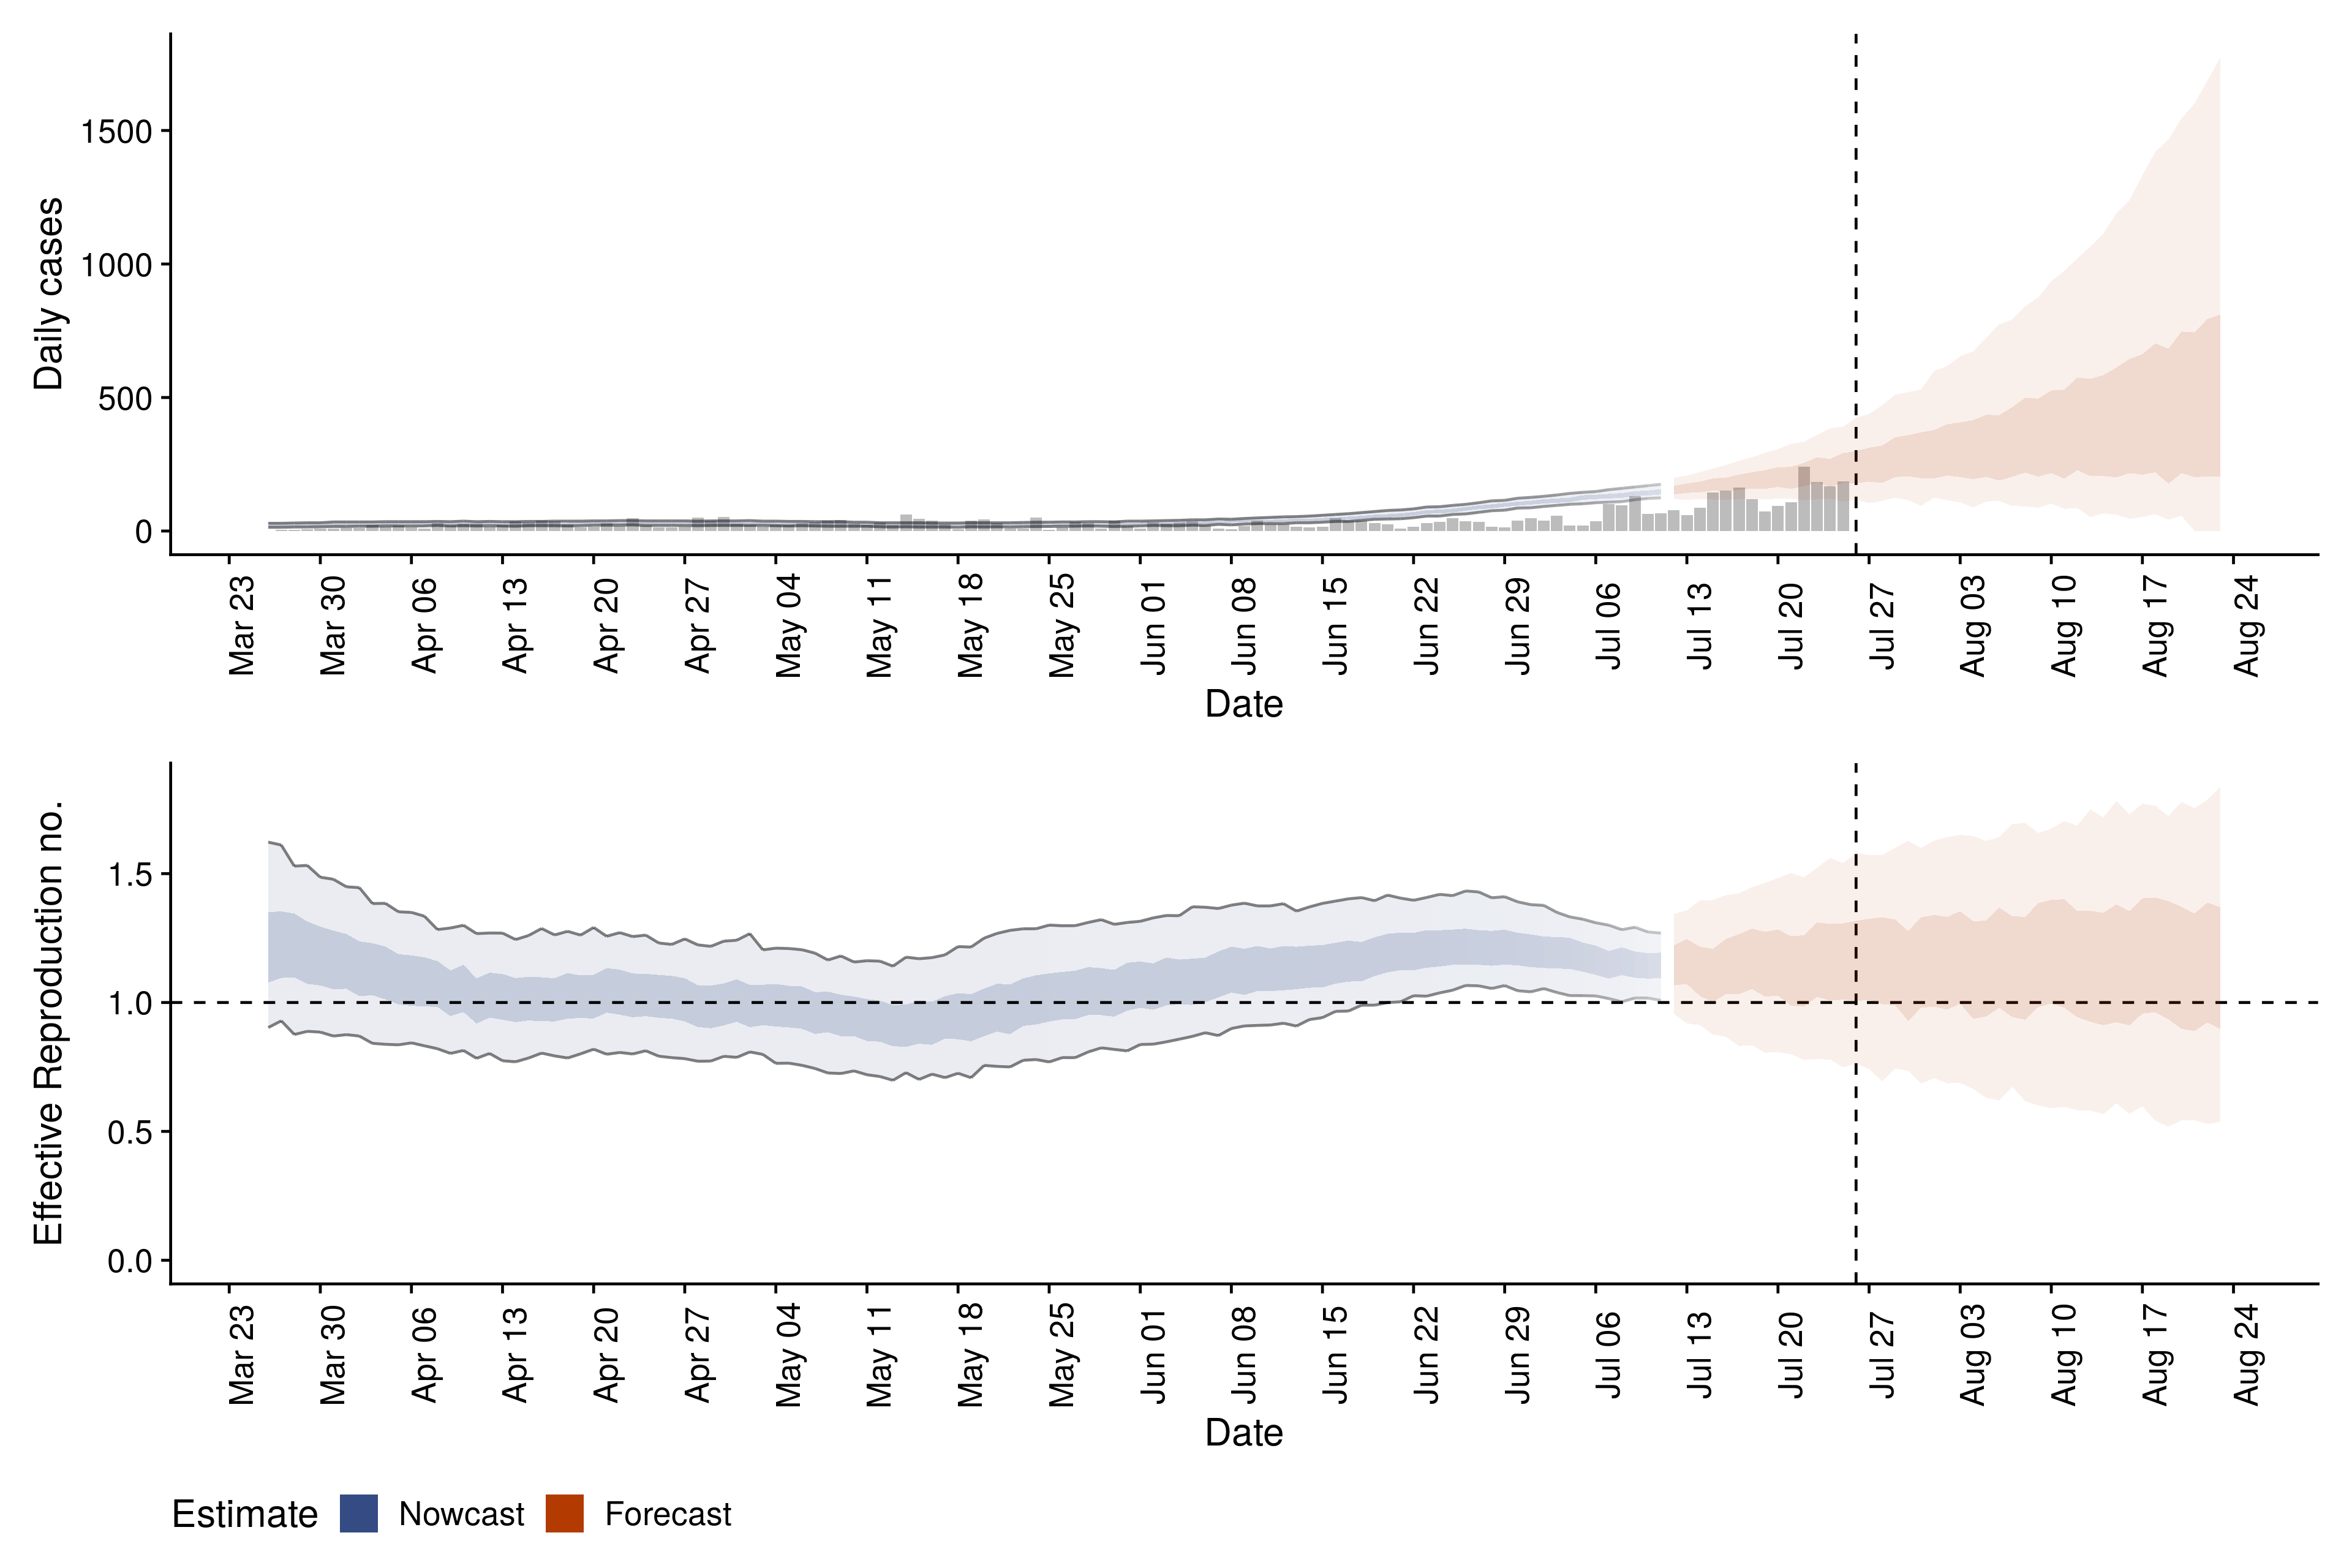 Daily cases
1500
1000
500
0
Mar 23
Mar 30
Apr 06
Apr 13
Apr 20
Apr 27
May 04
May 11
May 18
May 25
Jun 01
Jun 08
Jun 15
Jun 22
Jun 29
Jul 06
Jul 13
Jul 20
Jul 27
Aug 03
Aug 10
Aug 17
Aug 24
Date
Effective Reproduction no.
1.5
1.0
0.5
0.0
Mar 23
Mar 30
Apr 06
Apr 13
Apr 20
Apr 27
May 04
May 11
May 18
May 25
Jun 01
Jun 08
Jun 15
Jun 22
Jun 29
Jul 06
Jul 13
Jul 20
Jul 27
Aug 03
Aug 10
Aug 17
Aug 24
Date
Estimate Nowcast Forecast